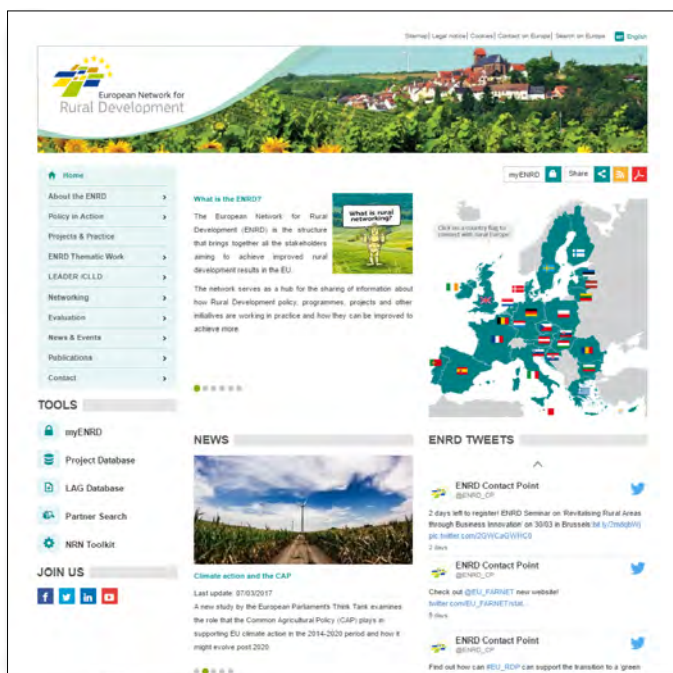 Sitemap| Legal notice| Cookies| Contact on Europe| Search on Europe
English
European Network for
Rural Development
Home
About the ENRD
Policy in Action
Projects & Practice
ENRD Thematic Work
LEADER /CLLD
Networking
Evaluation
News & Events
Publications
Contact
TOOLS
myENRD
Project Database
LAG Database
Partner Search
NRN Toolkit
JOIN US
What is the ENRD?
The European Network for Rural
Development (ENRD) is the structure
that brings together all the stakeholders
aiming to achieve improved rural
development results in the EU.
The network serves as a hub for the sharing of information about
how Rural Development policy, programmes, projects and other
initiatives are working in practice and how they can be improved to
achieve more.
What is rural
networking?
NEWS
Climate action and the CAP
Last update: 07/03/2017
A new study by the European Parliament's Think Tank examines
the role that the Common Agricultural Policy (CAP) plays in
supporting EU climate action in the 2014-2020 period and how it
might evolve post 2020.
myENRD
Share
Click on a country flag to
connect with rural Europe!
ENRD TWEETS
ENRD Contact Point
@ENRD_CP
2 days left to register! ENRD Seminar on 'Revitalising Rural Areas
through Business Innovation' on 30/03 in Brussels
2 days
ENRD Contact Point
@ENRD_CP
Check out @EU_FARNET new website!
twitter.com/EU_FARNET/stat...
ENRD Contact Point
@ENRD_CP
Find out how can #EU_RDP can support the transition to a 'green